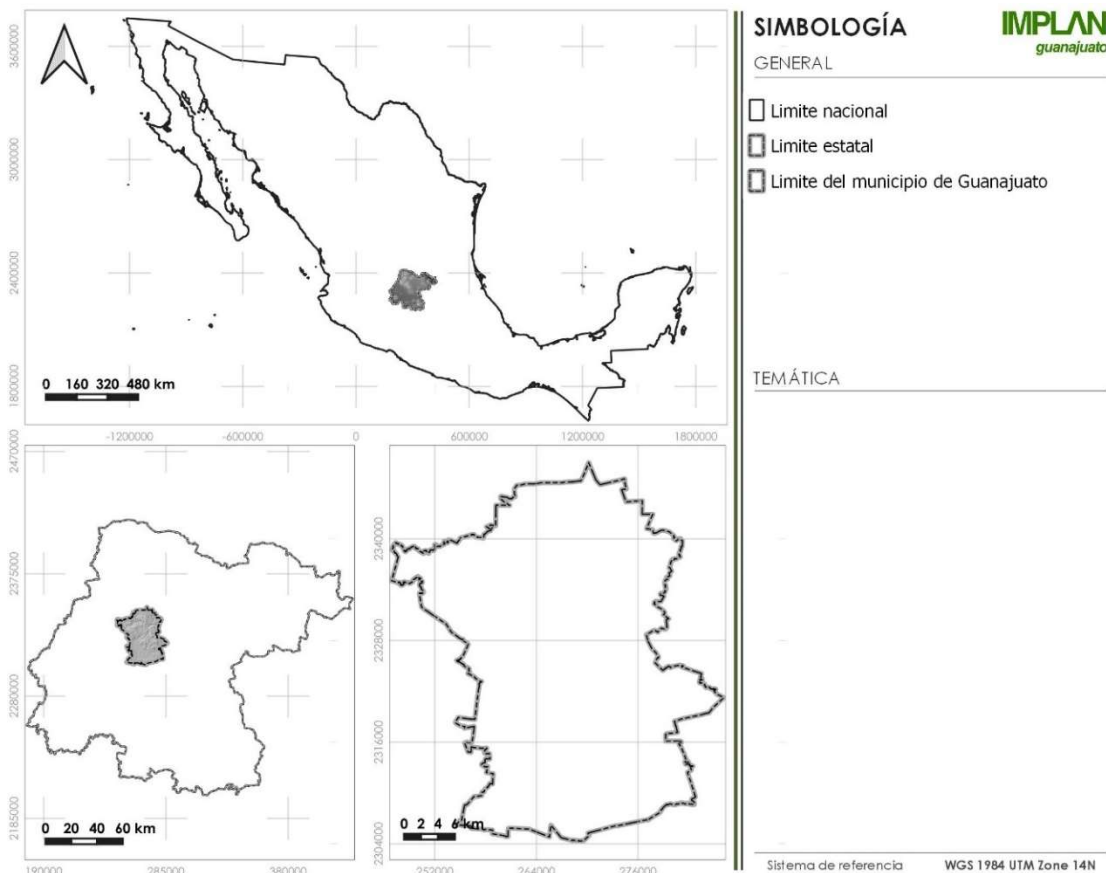 SIMBOLOGÍA
IMPLAN
guanajuato
GENERAL
Limite nacional
Limite estatal
Limite del municipio de Guanajuato
TEMÁTICA
Sistema de referencia WGS 1984 UTM Zone 14N
3600000
3000000
2400000
1800000
0 160 320 480 km
-1200000 -600000 0 600000 1200000 1800000
2470000
2375000
2280000
2185000
0 20 40 60 km
190000 285000 380000
2340000
2328000
2316000
2304000
0 2 4 6 km
252000 264000 276000